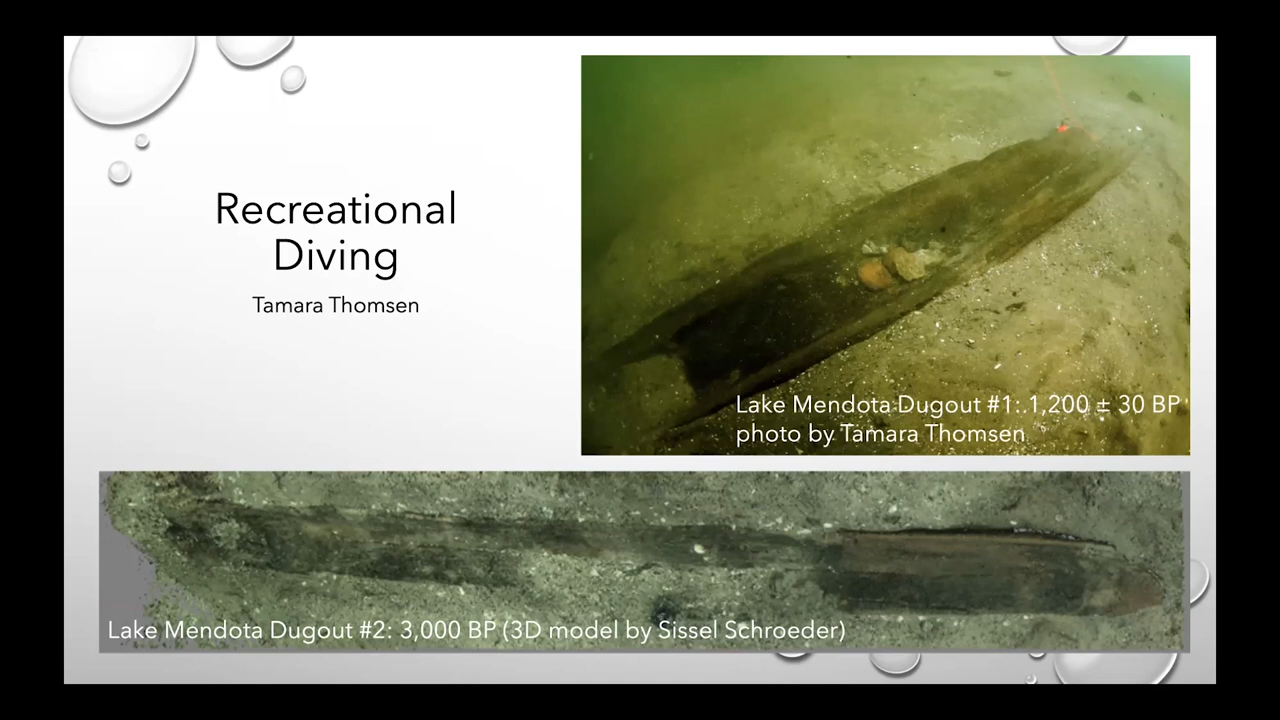 Recreational
Diving
Tamara Thomsen
Lake Mendota Dugout #1: 1,200 ± 30 BP
photo by Tamara Thomsen
Lake Mendota Dugout #2: 3,000 BP (3D model by Sissel Schroeder)